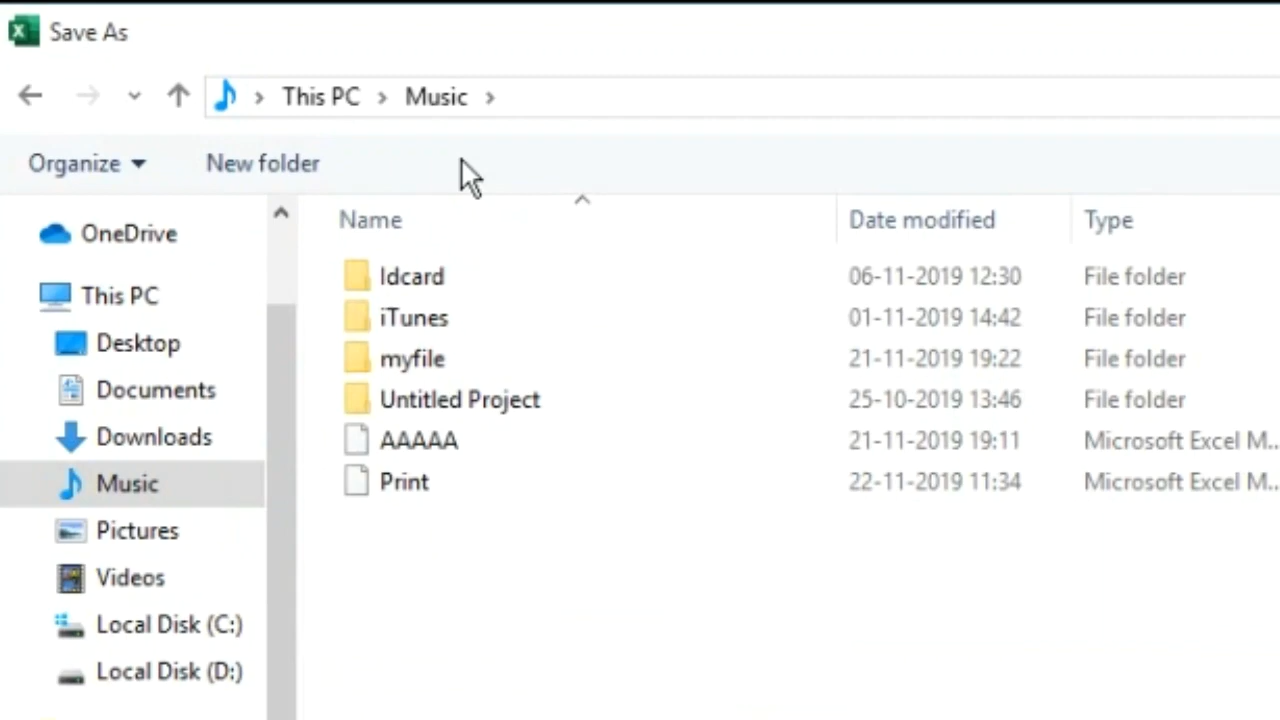 Save As
This PC > Music >
Organize New folder
Name Date modified Type
OneDrive
This PC
Desktop
Documents
Downloads
Music
Pictures
Videos
Local Disk (C:)
Local Disk (D:)
Idcard 06-11-2019 12:30 File folder
iTunes 01-11-2019 14:42 File folder
myfile 21-11-2019 19:22 File folder
Untitled Project 25-10-2019 13:46 File folder
AAAAA 21-11-2019 19:11 Microsoft Excel M...
Print 22-11-2019 11:34 Microsoft Excel M...